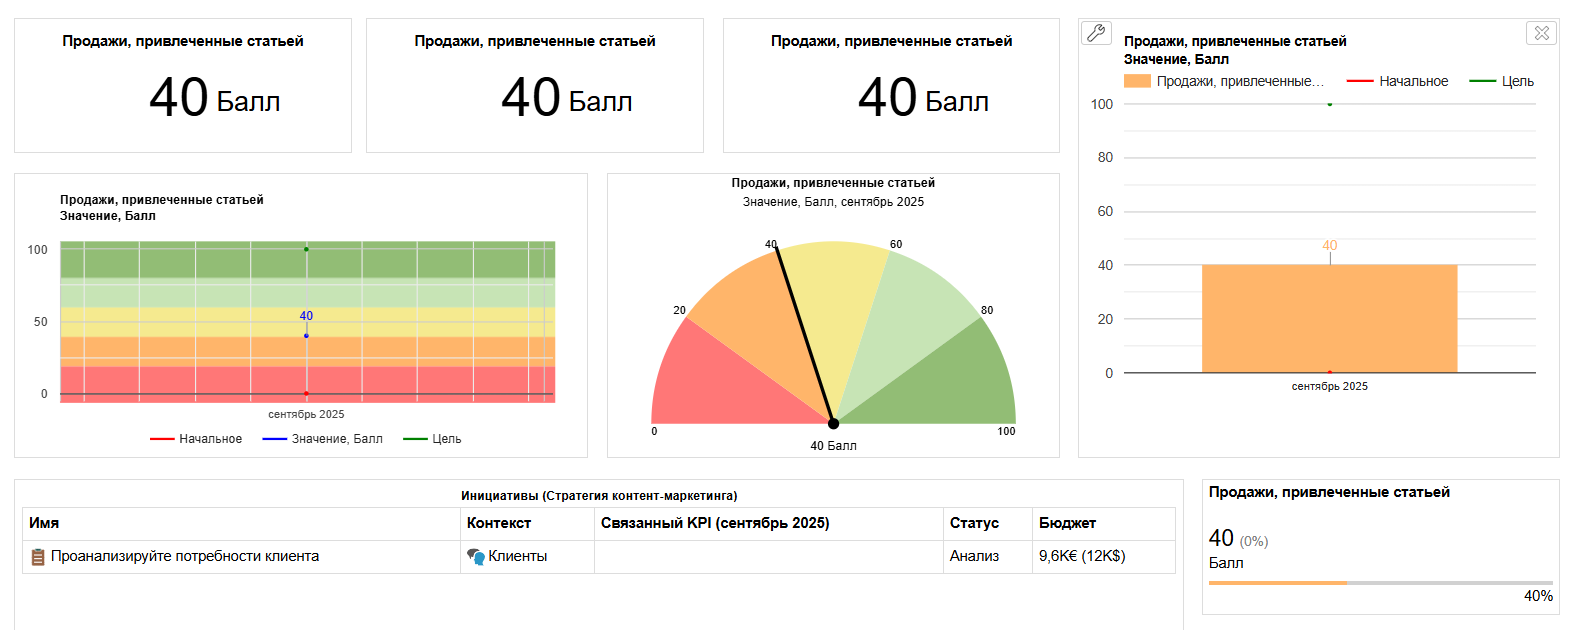 Продажи, привлеченные статьей
40 Балл
Продажи, привлеченные статьей
40 Балл
Продажи, привлеченные статьей
40 Балл
Продажи, привлеченные статьей
Значение, Балл
Продажи, привлеченные... Начальное Цель
100
80
60
40
40
20
0
сентябрь 2025
Продажи, привлеченные статьей
Значение, Балл
100
50
40
0
сентябрь 2025
Начальное Значение, Балл Цель
Продажи, привлеченные статьей
Значение, Балл, сентябрь 2025
40 60
20 80
0 100
40 Балл
Инициативы (Стратегия контент-маркетинга)
Имя Контекст Связанный KPI (сентябрь 2025) Статус Бюджет
Проанализируйте потребности клиента Клиенты Анализ 9,6K€ (12K$)
Продажи, привлеченные статьей
40 (0%)
Балл
40%